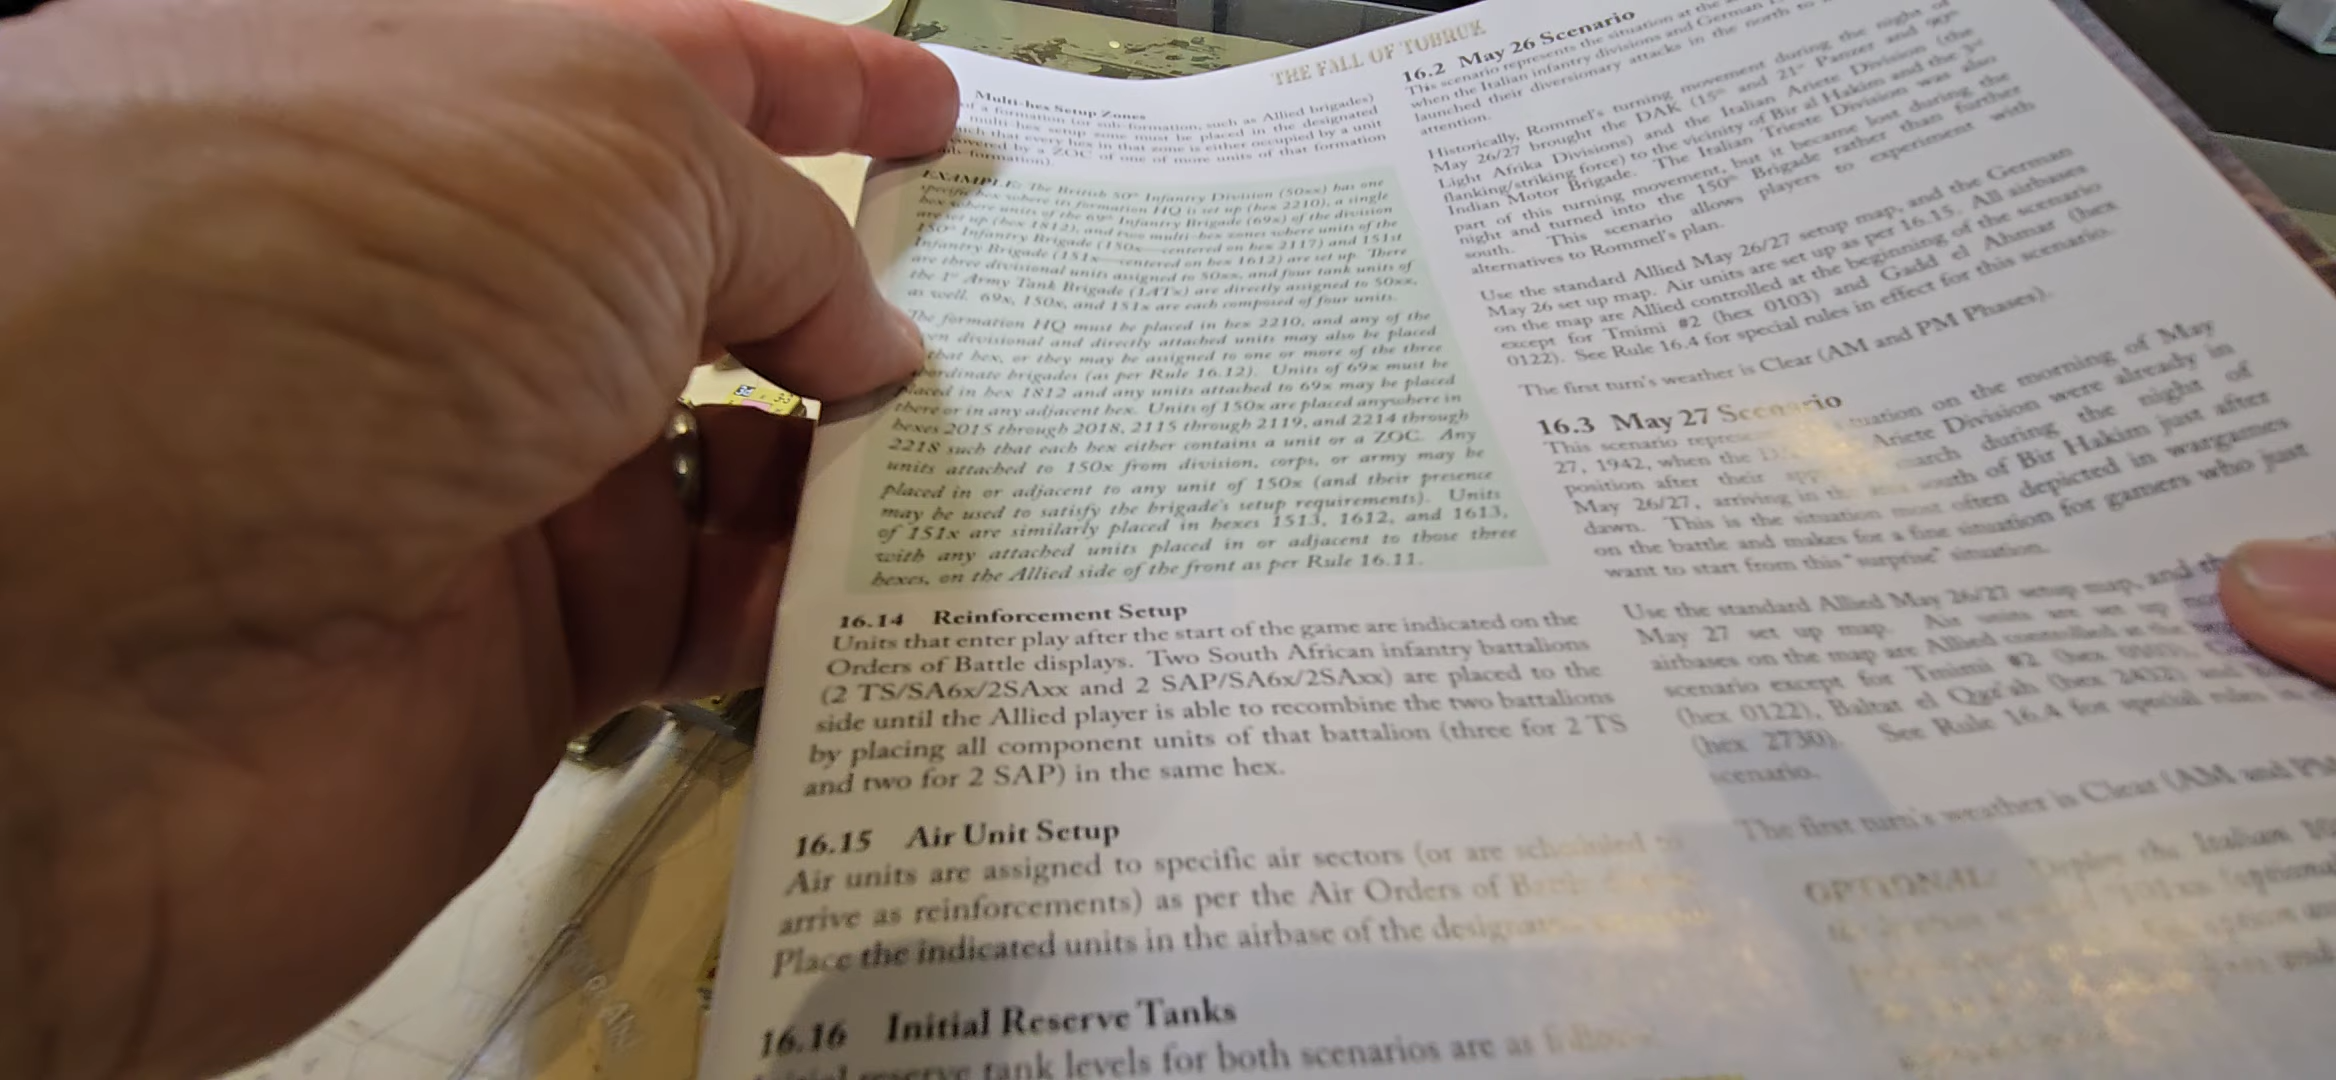 THE FALL OF TOBRUK
Multi-hex Setup Zones
of a formation (or sub-formation, such as Allied brigades)
multi-hex setup zone must be placed in the designated
such that every hex in that zone is either occupied by a unit
covered by a ZOC of one of more units of that formation
sub-formation).
EXAMPLE: The British 50th Infantry Division (50xx) has one
specific hex where its formation HQ is set up (hex 2210), a single
hex where units of the 69th Infantry Brigade (69x) of the division
are set up (hex 1812), and two multi-hex zones where units of the
150th Infantry Brigade (150x—centered on hex 2117) and 151st
Infantry Brigade (151x—centered on hex 1612) are set up. There
are three divisional units assigned to 50xx, and four tank units of
the 1st Army Tank Brigade (1ATx) are directly assigned to 50xx,
as well. 69x, 150x, and 151x are each composed of four units.
The formation HQ must be placed in hex 2210, and any of the
divisional and directly attached units may also be placed
that hex, or they may be assigned to one or more of the three
brigades (as per Rule 16.12). Units of 69x must be
placed in hex 1812 and any units attached to 69x may be placed
there or in any adjacent hex. Units of 150x are placed anywhere in
hexes 2015 through 2018, 2115 through 2119, and 2214 through
2218 such that each hex either contains a unit or a ZOC. Any
units attached to 150x from division, corps, or army may be
placed in or adjacent to any unit of 150x (and their presence
may be used to satisfy the brigade's setup requirements). Units
of 151x are similarly placed in hexes 1513, 1612, and 1613,
with any attached units placed in or adjacent to those three
hexes, on the Allied side of the front as per Rule 16.11.
16.14 Reinforcement Setup
Units that enter play after the start of the game are indicated on the
Orders of Battle displays. Two South African infantry battalions
(2 TS/SA6x/2SAxx and 2 SAP/SA6x/2SAxx) are placed to the
side until the Allied player is able to recombine the two battalions
by placing all component units of that battalion (three for 2 TS
and two for 2 SAP) in the same hex.
16.15 Air Unit Setup
Air units are assigned to specific air sectors (or are scheduled to
arrive as reinforcements) as per the Air Orders of
Place the indicated units in the airbase of the
16.16 Initial Reserve Tanks
reserve tank levels for both scenarios are as
16.2 May 26 Scenario
This scenario represents the situation at the
when the Italian infantry divisions and German
launched their diversionary attacks in the north to
attention.
Historically, Rommel's turning movement during the night of
May 26/27 brought the DAK (15th and 21st Panzer and 90th
Light Afrika Divisions) and the Italian Ariete Division (the
flanking/striking force) to the vicinity of Bir al Hakim and the 3rd
Indian Motor Brigade. The Italian Trieste Division was also
part of this turning movement, but it became lost during the
night and turned into the 150th Brigade rather than further
south. This scenario allows players to experiment with
alternatives to Rommel's plan.
Use the standard Allied May 26/27 setup map, and the German
May 26 set up map. Air units are set up as per 16.15. All airbases
on the map are Allied controlled at the beginning of the scenario
except for Tmimi #2 (hex 0103) and Gadd el Ahmar (hex
0122). See Rule 16.4 for special rules in effect for this scenario.
The first turn's weather is Clear (AM and PM Phases).
16.3 May 27 Scenario
This scenario on the morning of May
27, 1942, when the Ariete Division were already in
position after their march during the night of
May 26/27, arriving in south of Bir Hakim just after
dawn. This is the situation most often depicted in wargames
on the battle and makes for a fine situation for gamers who just
want to start from this "surprise" situation.
Use the standard Allied May 26/27 setup map, and the
May 27 set up map. Air units are set up
airbases on the map are Allied controlled at the
scenario except for Tmimi #2 (hex
(hex 0122), Baltat el (hex 2432) and
(hex 2730). See Rule 16.4 for special rules in
scenario.
The first turn's weather is Clear (AM and PM
OPTIONAL: Deploy the Italian